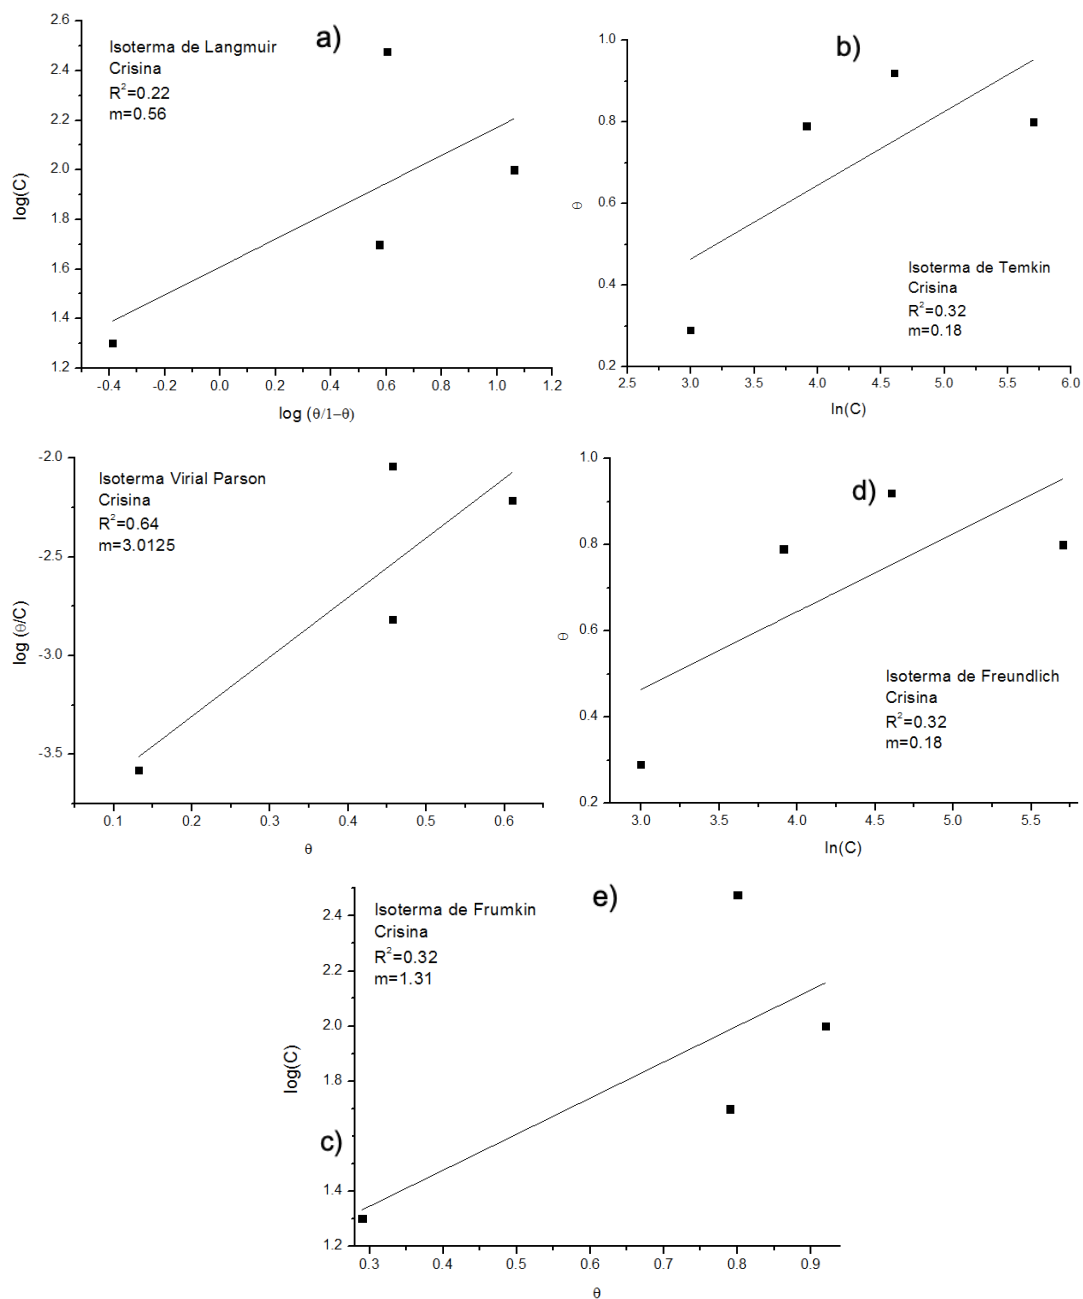 a)
Isoterma de Langmuir
Crisina
R²=0.22
m=0.56
log(C)
2.6
2.4
2.2
2.0
1.8
1.6
1.4
1.2
-0.4
-0.2
0.0
0.2
0.4
0.6
0.8
1.0
1.2
log (θ/1−θ)
b)
Isoterma de Temkin
Crisina
R²=0.32
m=0.18
θ
1.0
0.8
0.6
0.4
0.2
2.5
3.0
3.5
4.0
4.5
5.0
5.5
6.0
ln(C)
Isoterma Virial Parson
Crisina
R²=0.64
m=3.0125
log (θ/C)
-2.0
-2.5
-3.0
-3.5
0.1
0.2
0.3
0.4
0.5
0.6
θ
d)
Isoterma de Freundlich
Crisina
R²=0.32
m=0.18
θ
1.0
0.8
0.6
0.4
0.2
3.0
3.5
4.0
4.5
5.0
5.5
ln(C)
e)
Isoterma de Frumkin
Crisina
R²=0.32
m=1.31
log(C)
c)
2.4
2.2
2.0
1.8
1.6
1.4
1.2
0.3
0.4
0.5
0.6
0.7
0.8
0.9
θ